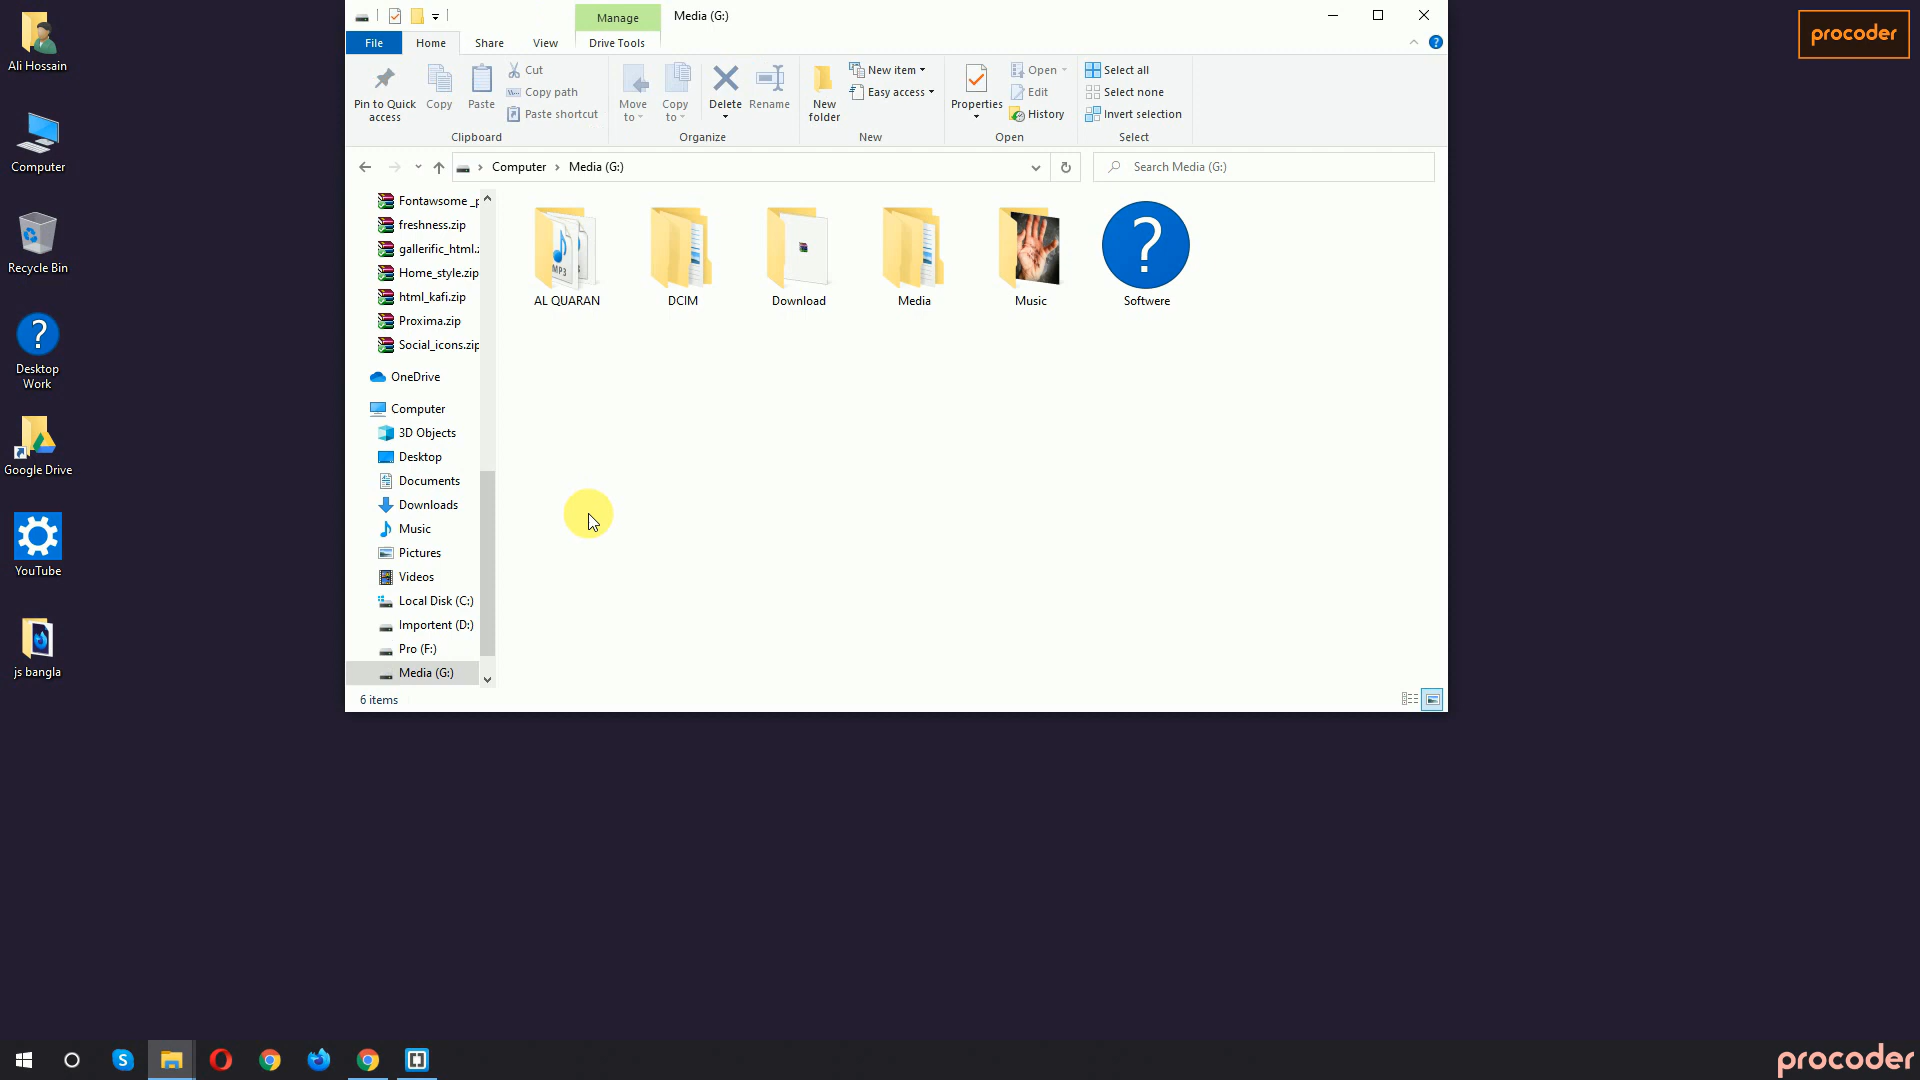 Ali Hossain
Computer
Recycle Bin
Desktop
Work
Google Drive
YouTube
js bangla
Manage
Media (G:)
File
Home
Share
View
Drive Tools
Pin to Quick
access
Copy
Paste
Cut
Copy path
Paste shortcut
Clipboard
Move
to
Copy
to
Delete
Rename
Organize
New
folder
New item
Easy access
New
Properties
Open
Edit
History
Open
Select all
Select none
Invert selection
Select
Computer
Media (G:)
Search Media (G:)
Fontawsome _p
freshness.zip
gallerific_html.z
Home_style.zip
html_kafi.zip
Proxima.zip
Social_icons.zip
OneDrive
Computer
3D Objects
Desktop
Documents
Downloads
Music
Pictures
Videos
Local Disk (C:)
Importent (D:)
Pro (F:)
Media (G:)
MP3
AL QUARAN
DCIM
Download
Media
Music
Softwere
6 items
procoder
procoder